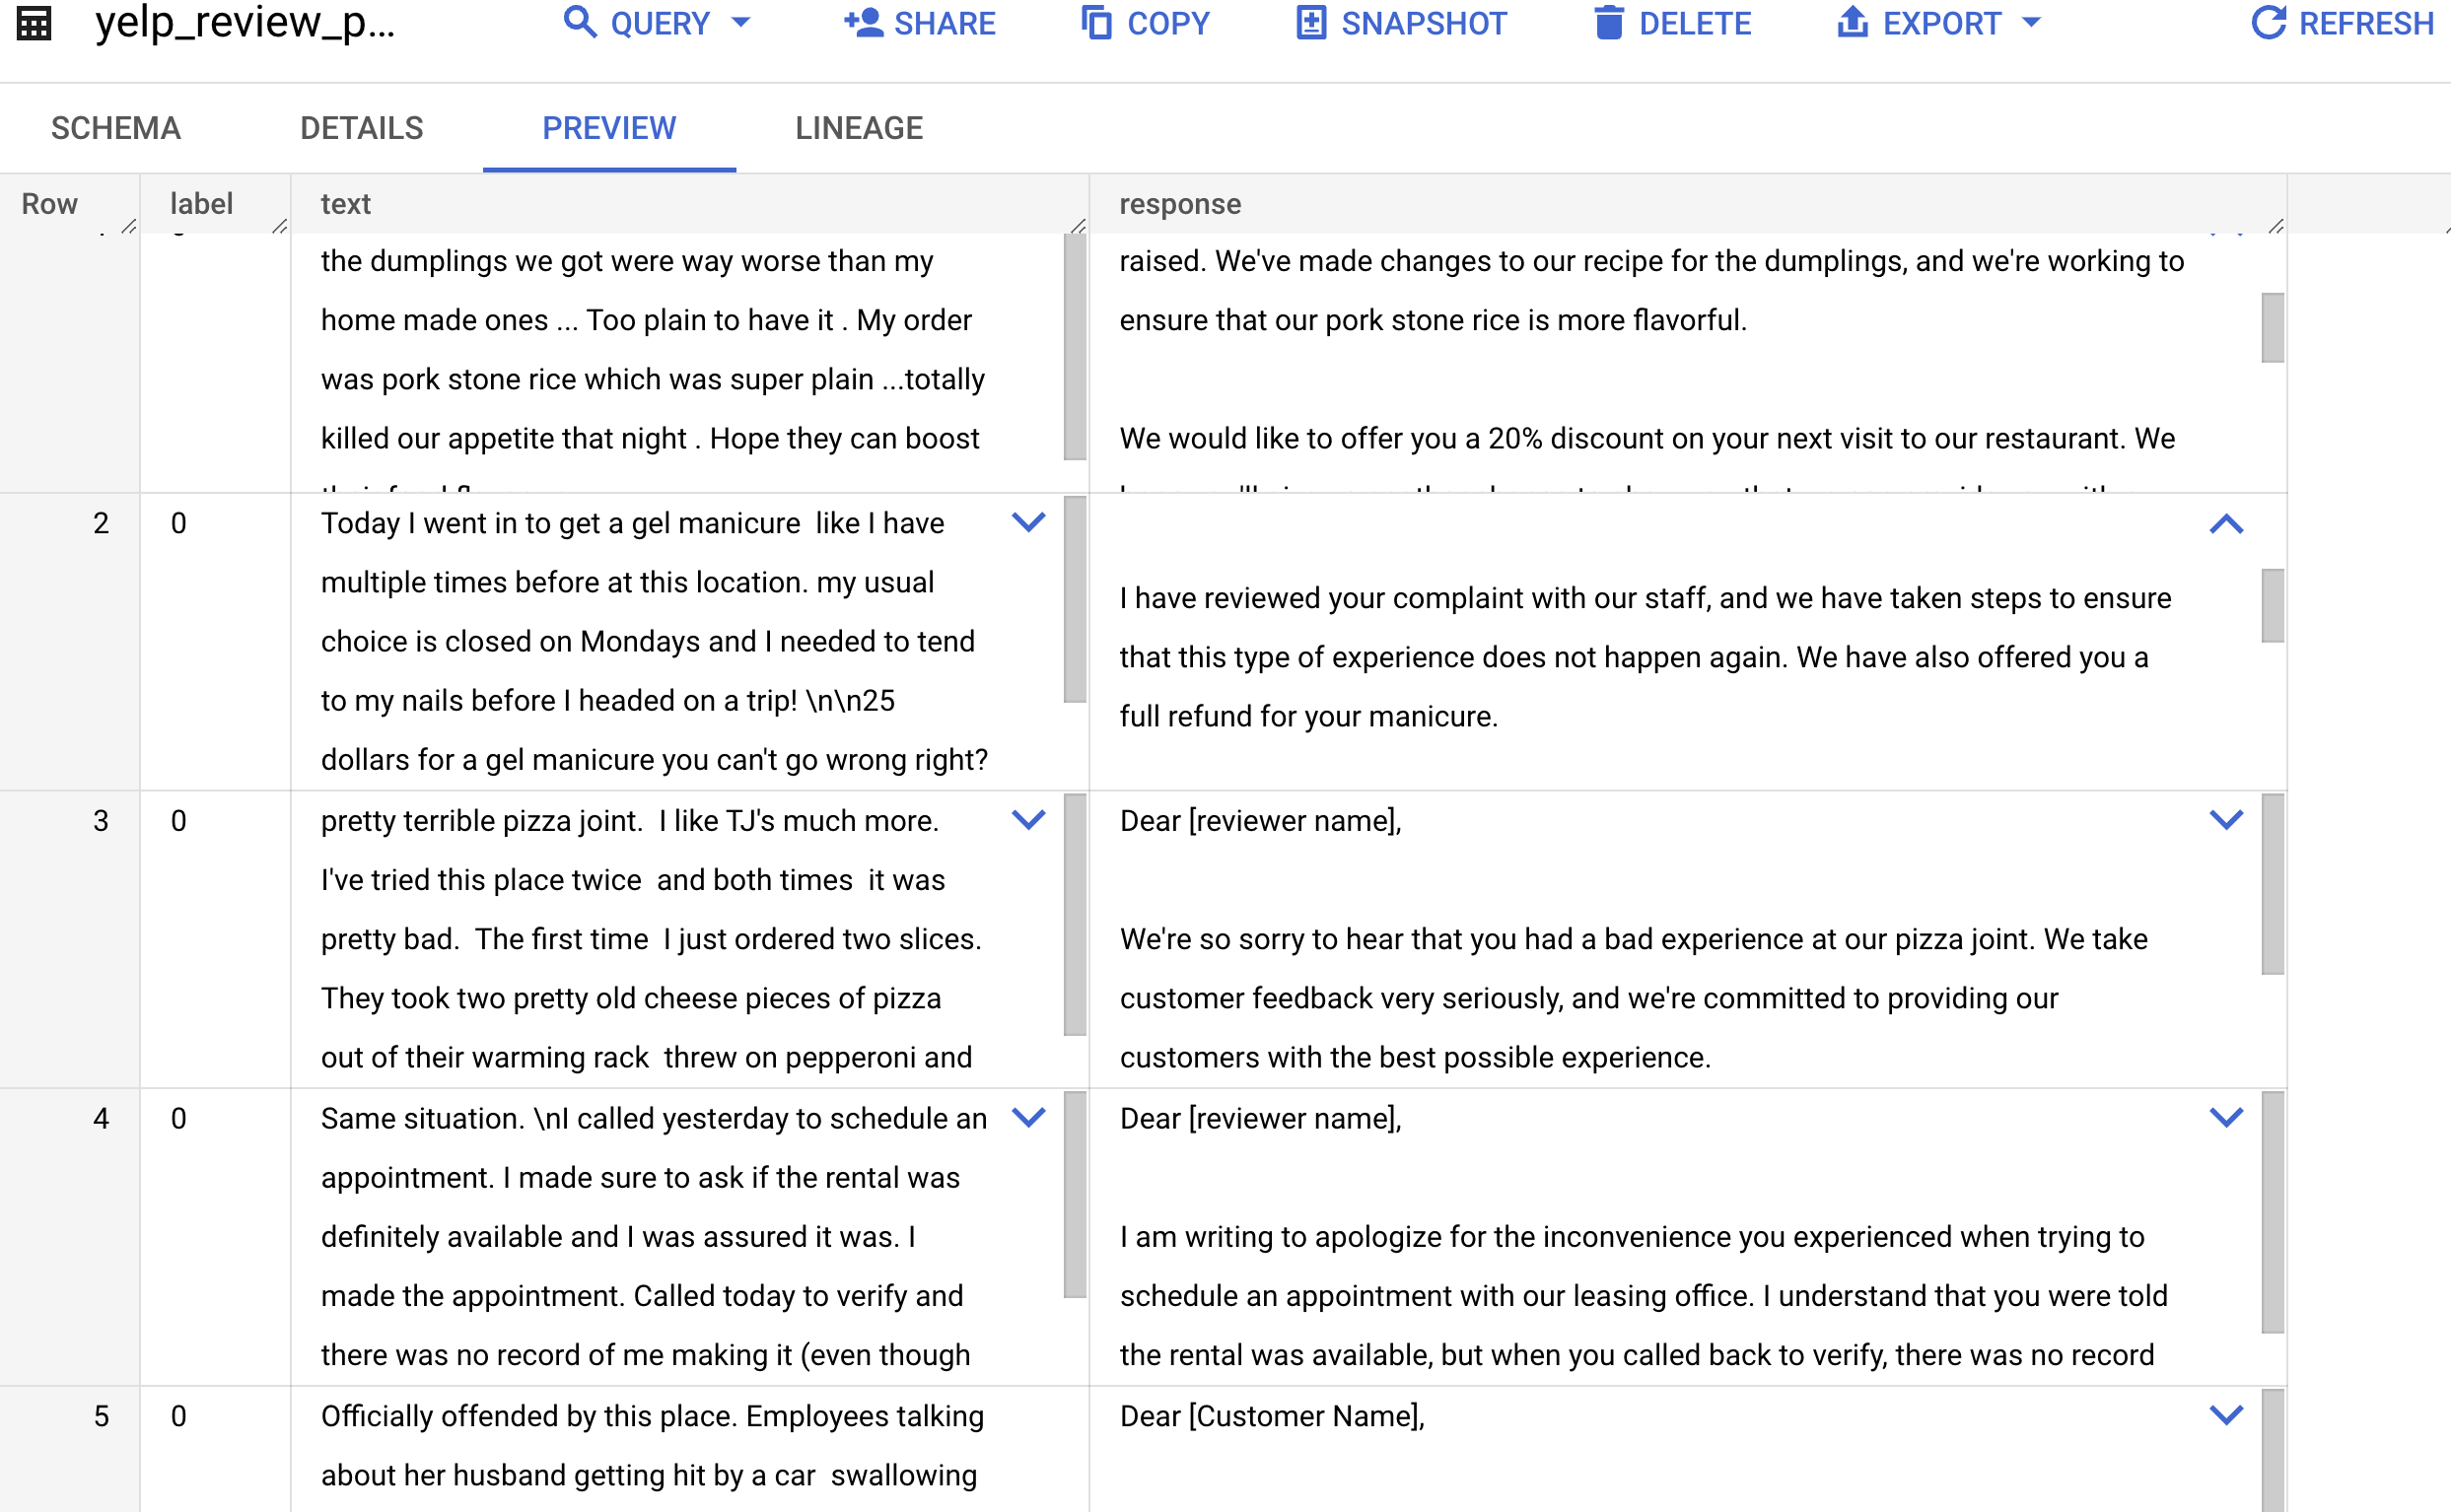 yelp_review_p...
QUERY
SHARE
COPY
SNAPSHOT
DELETE
EXPORT
REFRESH
SCHEMA
DETAILS
PREVIEW
LINEAGE
Row
label
text
response
the dumplings we got were way worse than my
home made ones ... Too plain to have it . My order
was pork stone rice which was super plain ...totally
killed our appetite that night . Hope they can boost
raised. We've made changes to our recipe for the dumplings, and we're working to
ensure that our pork stone rice is more flavorful.
We would like to offer you a 20% discount on your next visit to our restaurant. We
2
0
Today I went in to get a gel manicure  like I have
multiple times before at this location. my usual
choice is closed on Mondays and I needed to tend
to my nails before I headed on a trip! \n\n25
dollars for a gel manicure you can't go wrong right?
I have reviewed your complaint with our staff, and we have taken steps to ensure
that this type of experience does not happen again. We have also offered you a
full refund for your manicure.
3
0
pretty terrible pizza joint.  I like TJ's much more.
I've tried this place twice  and both times  it was
pretty bad.  The first time  I just ordered two slices.
They took two pretty old cheese pieces of pizza
out of their warming rack  threw on pepperoni and
Dear [reviewer name],
We're so sorry to hear that you had a bad experience at our pizza joint. We take
customer feedback very seriously, and we're committed to providing our
customers with the best possible experience.
4
0
Same situation. \nI called yesterday to schedule an
appointment. I made sure to ask if the rental was
definitely available and I was assured it was. I
made the appointment. Called today to verify and
there was no record of me making it (even though
Dear [reviewer name],
I am writing to apologize for the inconvenience you experienced when trying to
schedule an appointment with our leasing office. I understand that you were told
the rental was available, but when you called back to verify, there was no record
5
0
Officially offended by this place. Employees talking
about her husband getting hit by a car  swallowing
Dear [Customer Name],